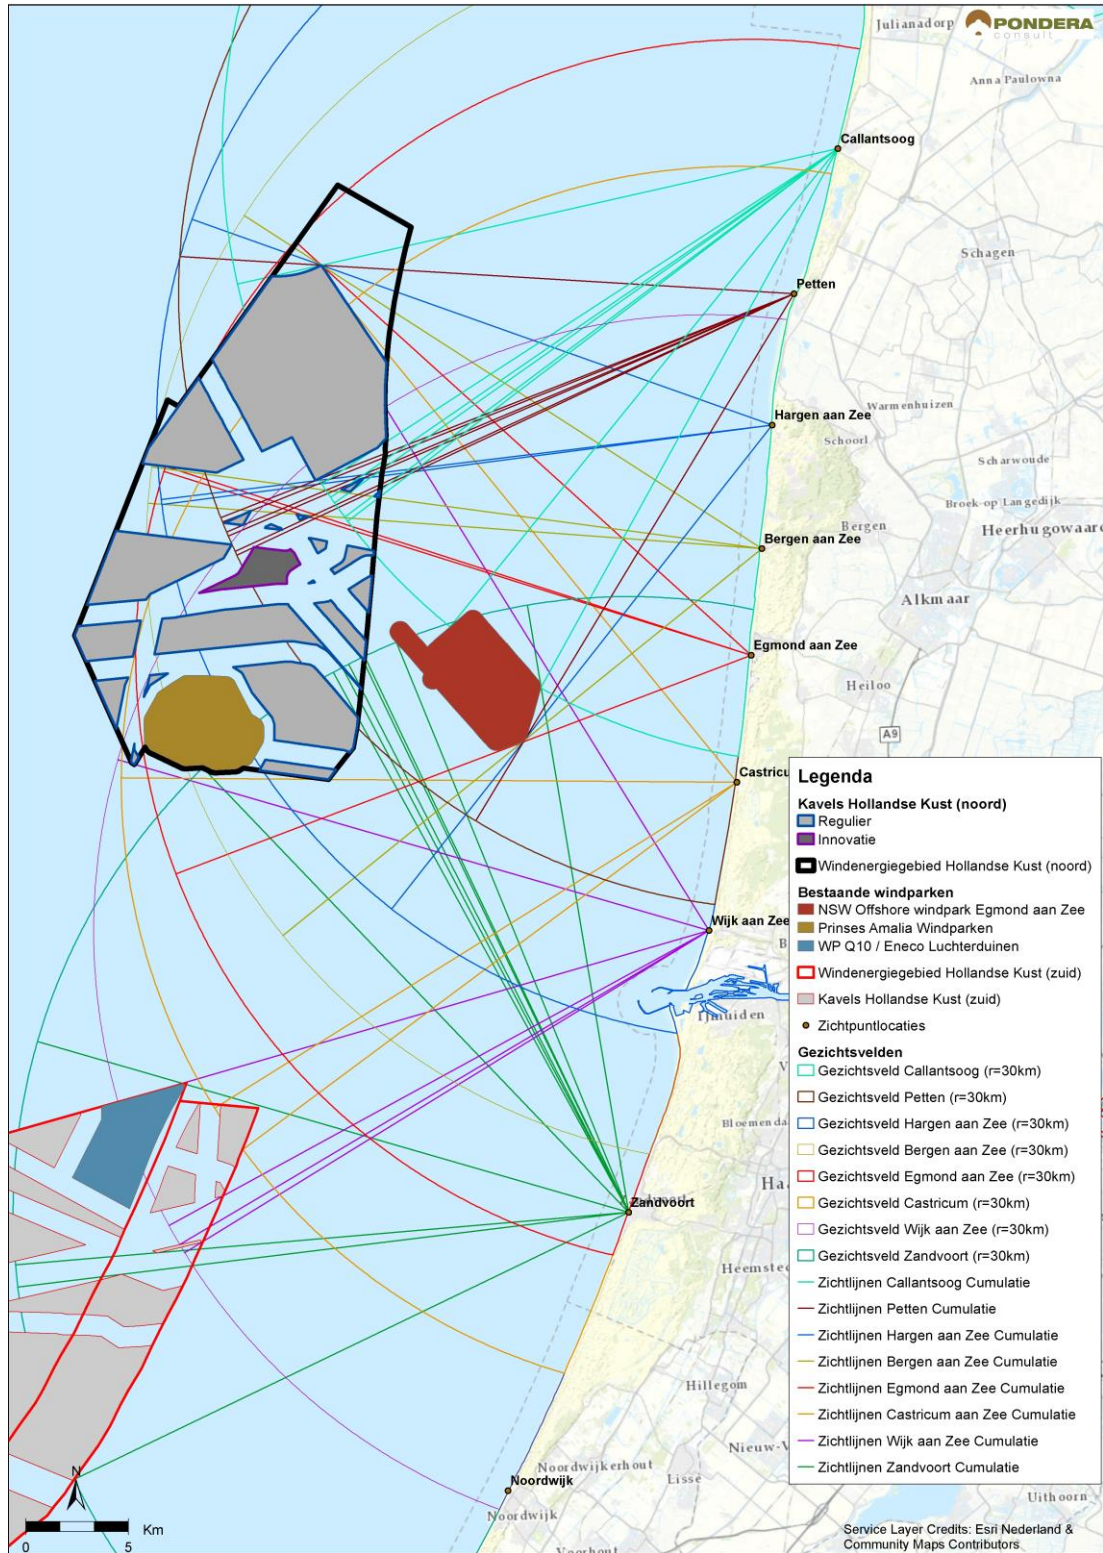 Julianadorp
PONDERA
consult
Anna Paulowna
Callantsoog
Schagen
Petten
Warmenhuizen
Hargen aan Zee
Schoorl
Scharwoude
Broek op Langedijk
Bergen
Heerhugowaard
Bergen aan Zee
Alkmaar
Egmond aan Zee
Heiloo
A9
Castricu
Legenda
Kavels Hollandse Kust (noord)
Regulier
Innovatie
Windenergiegebied Hollandse Kust (noord)
Bestaande windparken
NSW Offshore windpark Egmond aan Zee
Prinses Amalia Windparken
WP Q10 / Eneco Luchterduinen
Windenergiegebied Hollandse Kust (zuid)
Kavels Hollandse Kust (zuid)
Zichtpuntlocaties
Gezichtsvelden
Gezichtsveld Callantsoog (r=30km)
Gezichtsveld Petten (r=30km)
Gezichtsveld Hargen aan Zee (r=30km)
Gezichtsveld Bergen aan Zee (r=30km)
Gezichtsveld Egmond aan Zee (r=30km)
Gezichtsveld Castricum (r=30km)
Gezichtsveld Wijk aan Zee (r=30km)
Gezichtsveld Zandvoort (r=30km)
Zichtlijnen Callantsoog Cumulatie
Zichtlijnen Petten Cumulatie
Zichtlijnen Hargen aan Zee Cumulatie
Zichtlijnen Bergen aan Zee Cumulatie
Zichtlijnen Egmond aan Zee Cumulatie
Zichtlijnen Castricum aan Zee Cumulatie
Zichtlijnen Wijk aan Zee Cumulatie
Zichtlijnen Zandvoort Cumulatie
Wijk aan Zee
IJmuiden
Bloemenda
Haa
Zandvoort
Heemste
Hillegom
Nieuw-V
Noordwijkerhout
Lisse
Noordwijk
Noordwijk
Voorhout
Uithoorn
N
Km
0 5
Service Layer Credits: Esri Nederland &
Community Maps Contributors